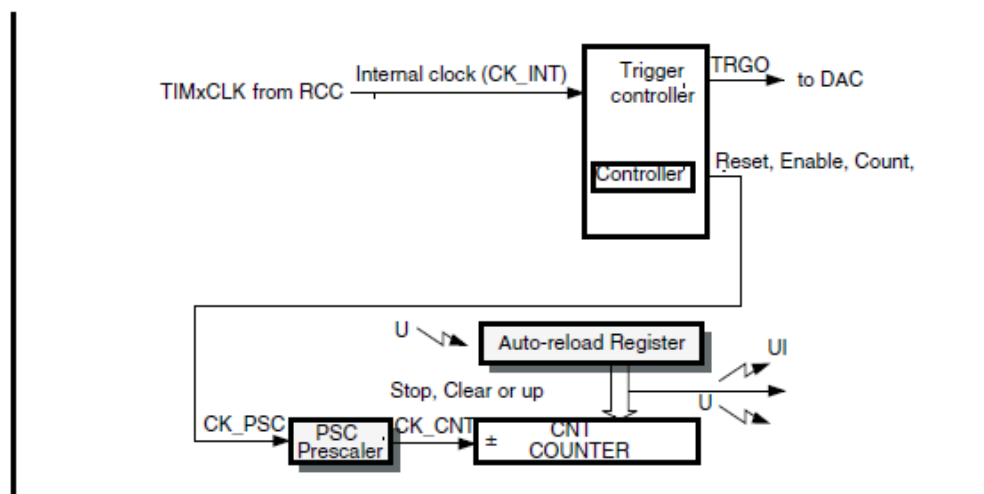 Internal clock (CK_INT)
TIMxCLK from RCC
Trigger
controller
TRGO
to DAC
Controller
Reset, Enable, Count,
U
Auto-reload Register
UI
Stop, Clear or up
U
CK_PSC
PSC
Prescaler
CK_CNT
±
CNT
COUNTER